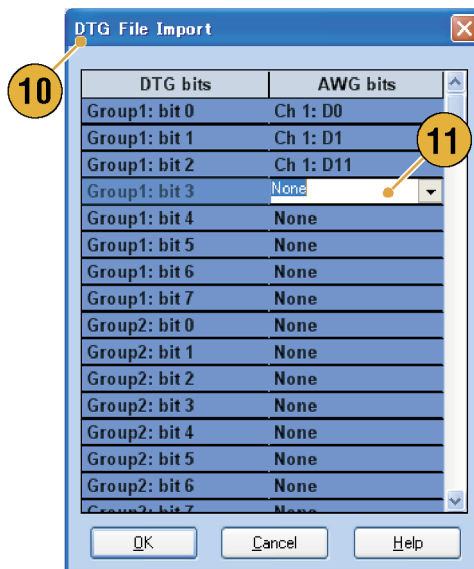 DTG File Import
10
DTG bits AWG bits
Group1: bit 0 Ch 1: D0
Group1: bit 1 Ch 1: D1
11
Group1: bit 2 Ch 1: D11
Group1: bit 3 None
Group1: bit 4 None
Group1: bit 5 None
Group1: bit 6 None
Group1: bit 7 None
Group2: bit 0 None
Group2: bit 1 None
Group2: bit 2 None
Group2: bit 3 None
Group2: bit 4 None
Group2: bit 5 None
Group2: bit 6 None
Group2: bit 7 None
OK Cancel Help